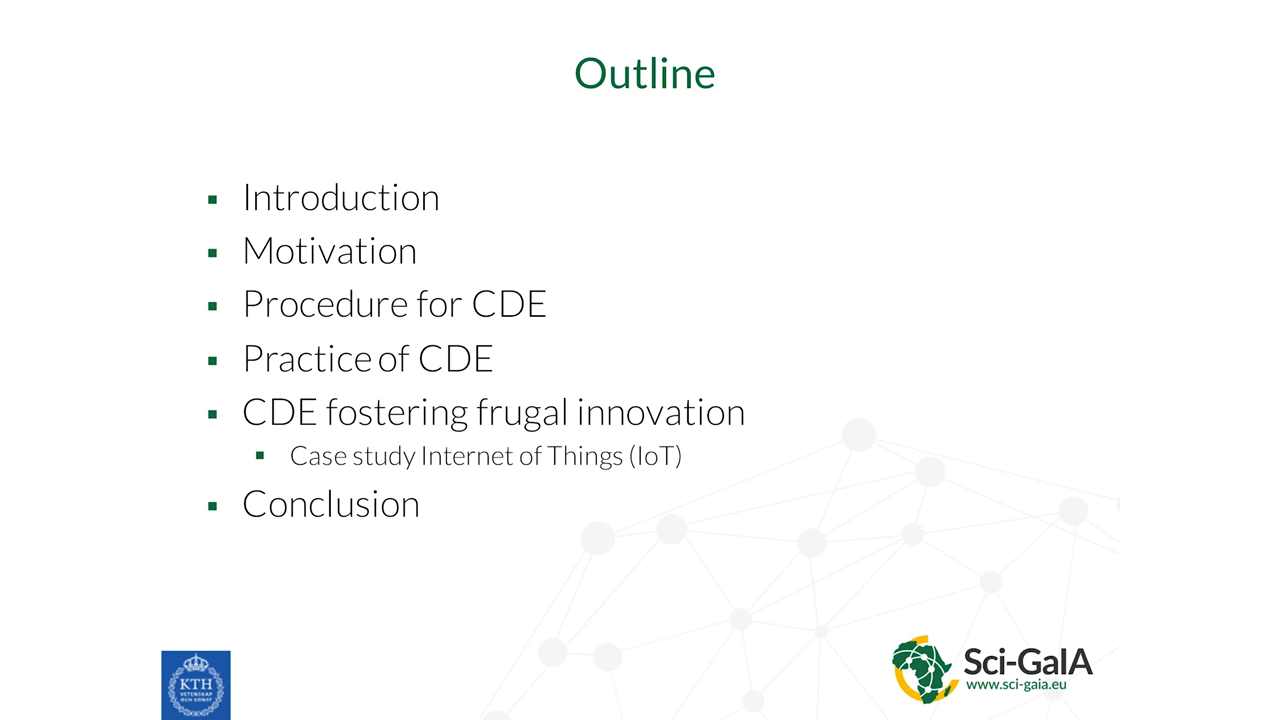 Outline
Introduction
Motivation
Procedure for CDE
Practice of CDE
CDE fostering frugal innovation
Case study Internet of Things (IoT)
Conclusion
KTH
VETENSKAP
OCH KONST
Sci-GaIA
www.sci-gaia.eu